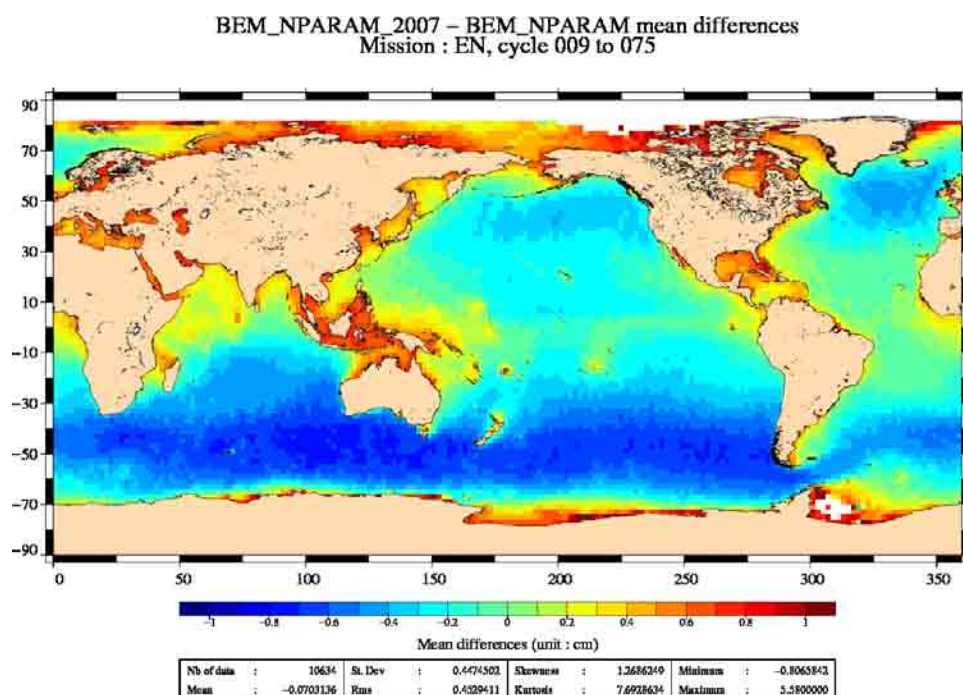 BEM_NPARAM_2007 – BEM_NPARAM mean differences
Mission : EN, cycle 009 to 075
90
70
50
30
10
−10
−30
−50
−70
−90
0 50 100 150 200 250 300 350
−1 −0.8 −0.6 −0.4 −0.2 0 0.2 0.4 0.6 0.8 1
Mean differences (unit : cm)
Nb of data : 10634 St. Dev : 0.4474502 Skewness : 1.2686249 Minimum : −0.8065842
Mean : −0.0703136 Rms : 0.4529411 Kurtosis : 7.6928634 Maximum : 5.5800000